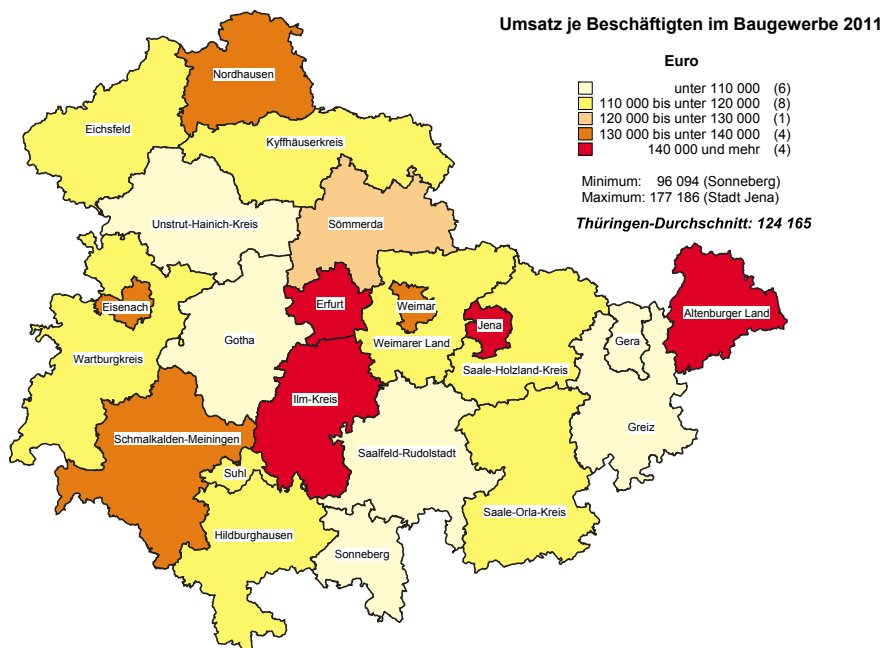 Umsatz je Beschäftigten im Baugewerbe 2011
Euro
unter 110 000 (6)
110 000 bis unter 120 000 (8)
120 000 bis unter 130 000 (1)
130 000 bis unter 140 000 (4)
140 000 und mehr (4)
Minimum: 96 094 (Sonneberg)
Maximum: 177 186 (Stadt Jena)
Thüringen-Durchschnitt: 124 165
Nordhausen
Eichsfeld
Kyffhäuserkreis
Unstrut-Hainich-Kreis
Sömmerda
Eisenach
Erfurt
Weimar
Altenburger Land
Jena
Gotha
Weimarer Land
Gera
Wartburgkreis
Saale-Holzland-Kreis
Ilm-Kreis
Greiz
Schmalkalden-Meiningen
Saalfeld-Rudolstadt
Suhl
Saale-Orla-Kreis
Hildburghausen
Sonneberg